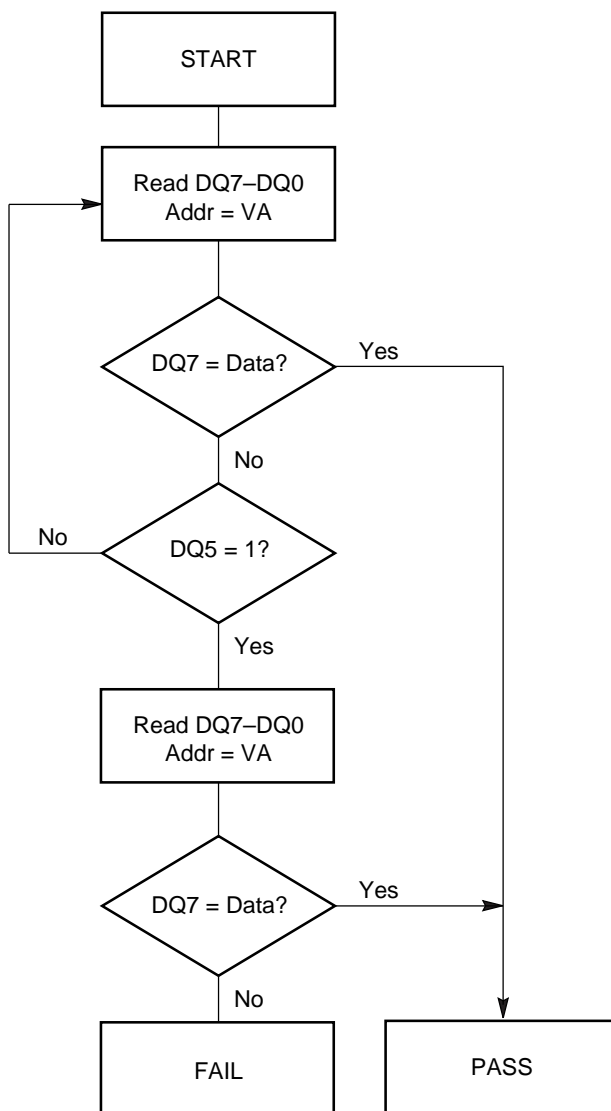 START
Read DQ7–DQ0
Addr = VA
DQ7 = Data?
Yes
No
No
DQ5 = 1?
Yes
Read DQ7–DQ0
Addr = VA
DQ7 = Data?
Yes
No
FAIL
PASS